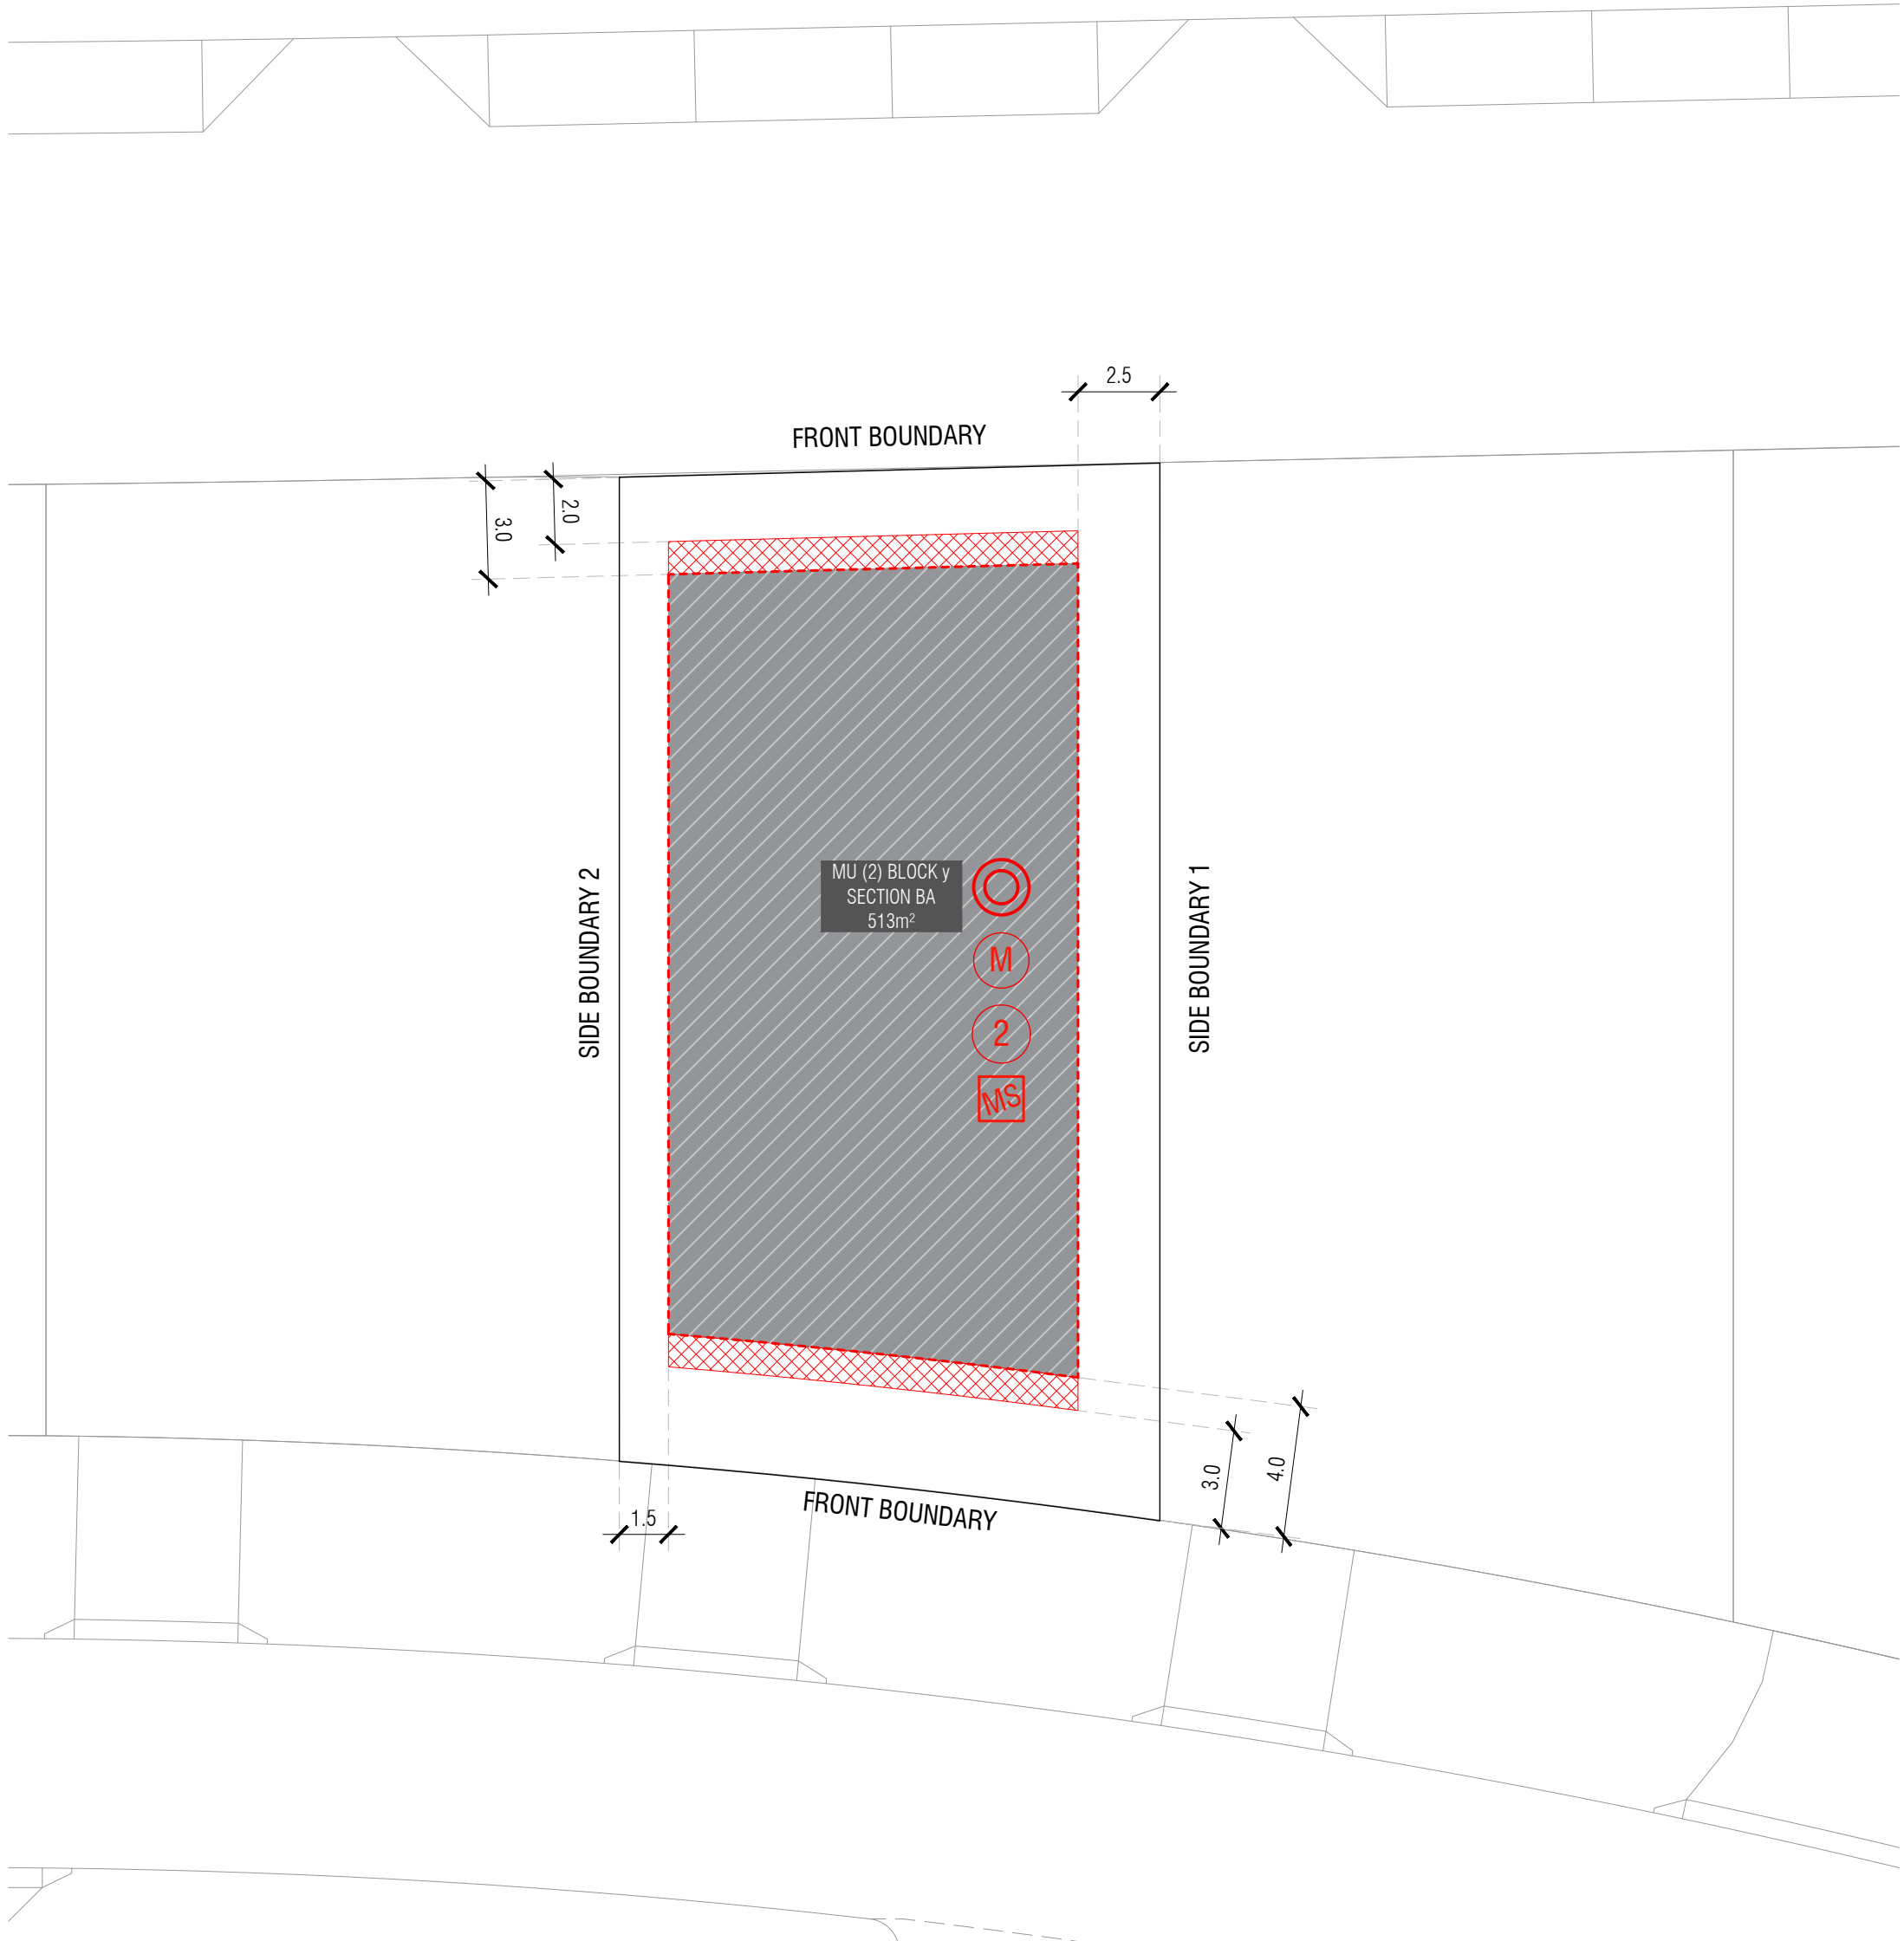 2.5
FRONT BOUNDARY
2.0
3.0
MU (2) BLOCK y
SECTION BA
513m²
M
2
MS
SIDE BOUNDARY 2
SIDE BOUNDARY 1
3.0
4.0
FRONT BOUNDARY
1.5